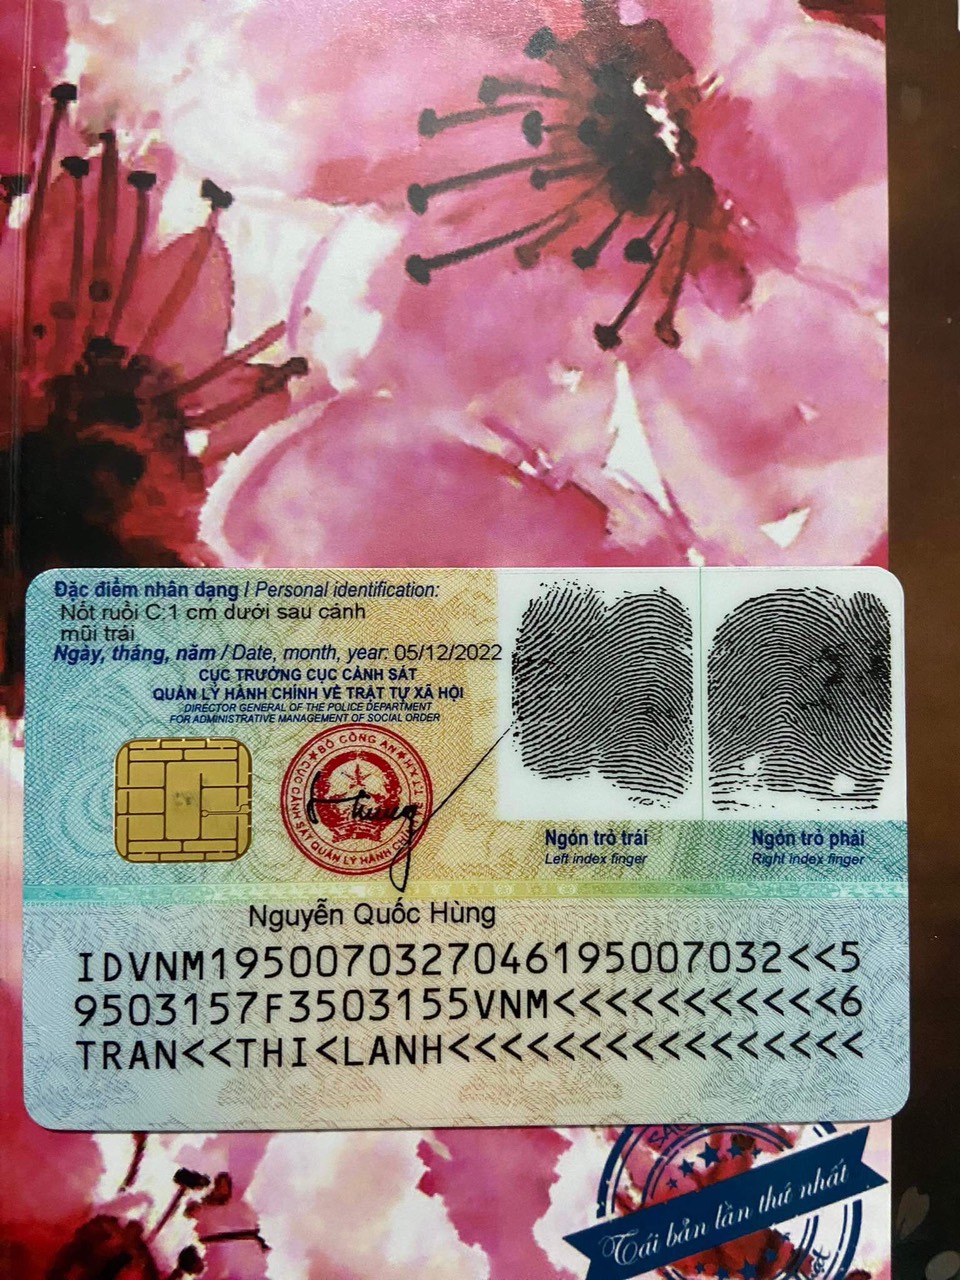 Đặc điểm nhân dạng / Personal identification:
Nốt ruồi C:1 cm dưới sau cánh
mũi trái
Ngày, tháng, năm / Date, month, year: 05/12/2022
CỤC TRƯỞNG CỤC CẢNH SÁT
QUẢN LÝ HÀNH CHÍNH VỀ TRẬT TỰ XÃ HỘI
DIRECTOR GENERAL OF THE POLICE DEPARTMENT
FOR ADMINISTRATIVE MANAGEMENT OF SOCIAL ORDER
BỘ CÔNG AN
CỤC CẢNH SÁT QUẢN LÝ HÀNH CHÍNH
Ngón trỏ trái
Left index finger
Ngón trỏ phải
Right index finger
Nguyễn Quốc Hùng
IDVNM1950070327046195007032<<5
9503157F3503155VNM<<<<<<<<<<<6
TRAN<<THI<LANH<<<<<<<<<<<<<<<<
Tái bản lần thứ nhất